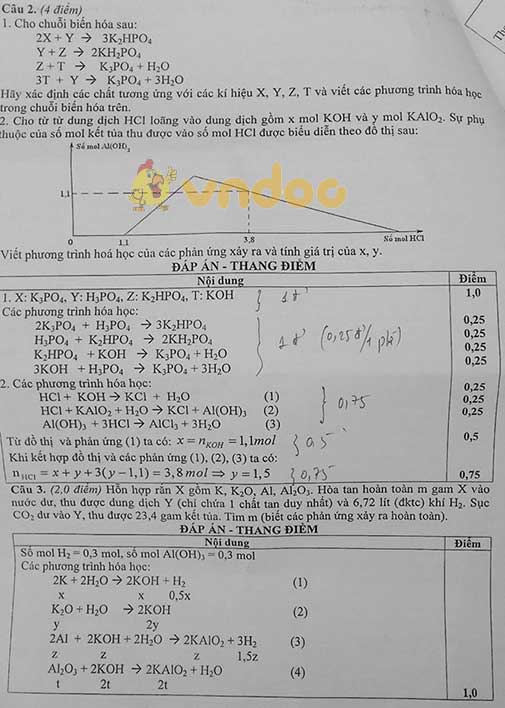 Câu 2. (4 điểm)
1. Cho chuỗi biến hóa sau:
2X + Y → 3K₂HPO₄
Y + Z → 2KH₂PO₄
Z + T → K₃PO₄ + H₂O
3T + Y → K₃PO₄ + 3H₂O
Hãy xác định các chất tương ứng với các kí hiệu X, Y, Z, T và viết các phương trình hóa học
trong chuỗi biến hóa trên.
2. Cho từ từ dung dịch HCl loãng vào dung dịch gồm x mol KOH và y mol KAlO₂. Sự phụ
thuộc của số mol kết tủa thu được vào số mol HCl được biểu diễn theo đồ thị sau:
Số mol Al(OH)₃
vndoc
1,1
0 1,1 3,8 Số mol HCl
Viết phương trình hoá học của các phản ứng xảy ra và tính giá trị của x, y.
ĐÁP ÁN - THANG ĐIỂM
Nội dung Điểm
1. X: K₃PO₄, Y: H₃PO₄, Z: K₂HPO₄, T: KOH 1đ 1,0
Các phương trình hóa học:
2K₃PO₄ + H₃PO₄ → 3K₂HPO₄ 0,25
H₃PO₄ + K₂HPO₄ → 2KH₂PO₄ 1đ (0,25đ/1 ptđ) 0,25
K₂HPO₄ + KOH → K₃PO₄ + H₂O 0,25
3KOH + H₃PO₄ → K₃PO₄ + 3H₂O 0,25
2. Các phương trình hóa học:
HCl + KOH → KCl + H₂O (1) 0,25
HCl + KAlO₂ + H₂O → KCl + Al(OH)₃ (2) 0,75 0,25
Al(OH)₃ + 3HCl → AlCl₃ + 3H₂O (3) 0,25
Từ đồ thị và phản ứng (1) ta có: x = n_KOH = 1,1mol 0,5 0,5
Khi kết hợp đồ thị và các phản ứng (1), (2), (3) ta có:
n_HCl = x + y + 3(y − 1,1) = 3,8mol ⇒ y = 1,5 0,75 0,75
Câu 3. (2,0 điểm) Hỗn hợp rắn X gồm K, K₂O, Al, Al₂O₃. Hòa tan hoàn toàn m gam X vào
nước dư, thu được dung dịch Y (chỉ chứa 1 chất tan duy nhất) và 6,72 lít (đktc) khí H₂. Sục
CO₂ dư vào Y, thu được 23,4 gam kết tủa. Tìm m (biết các phản ứng xảy ra hoàn toàn).
ĐÁP ÁN - THANG ĐIỂM
Nội dung Điểm
Số mol H₂ = 0,3 mol, số mol Al(OH)₃ = 0,3 mol
Các phương trình hóa học:
2K + 2H₂O → 2KOH + H₂ (1)
x x 0,5x
K₂O + H₂O → 2KOH (2)
y 2y
2Al + 2KOH + 2H₂O → 2KAlO₂ + 3H₂ (3)
z z z 1,5z
Al₂O₃ + 2KOH → 2KAlO₂ + H₂O (4)
t 2t 2t
1,0